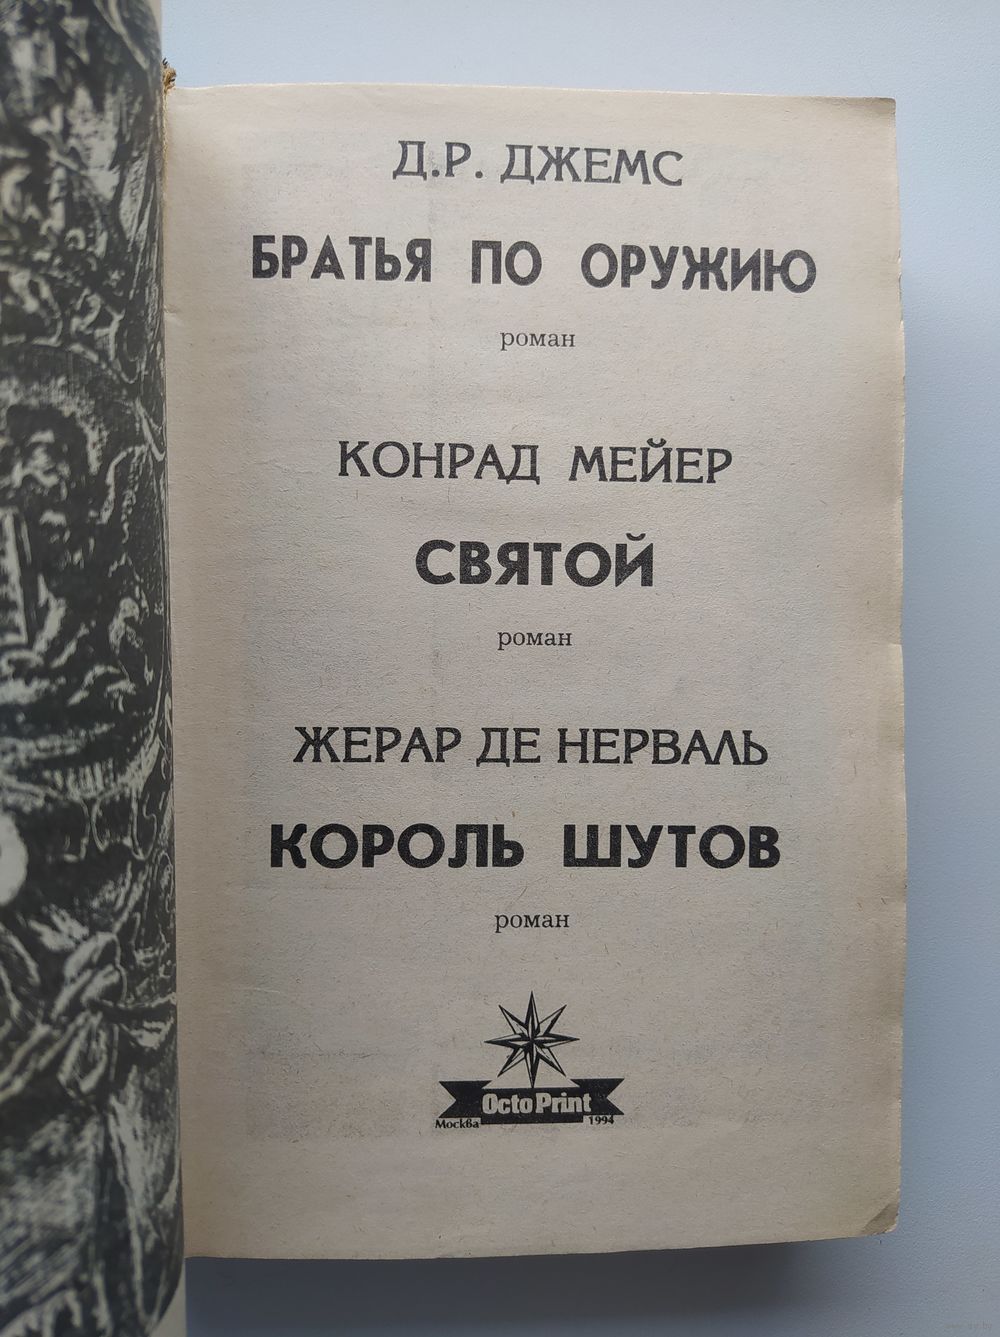 Д.Р. ДЖЕМС
БРАТЬЯ ПО ОРУЖИЮ
роман
КОНРАД МЕЙЕР
СВЯТОЙ
роман
ЖЕРАР ДЕ НЕРВАЛЬ
КОРОЛЬ ШУТОВ
роман
OctoPrint
Москва 1994